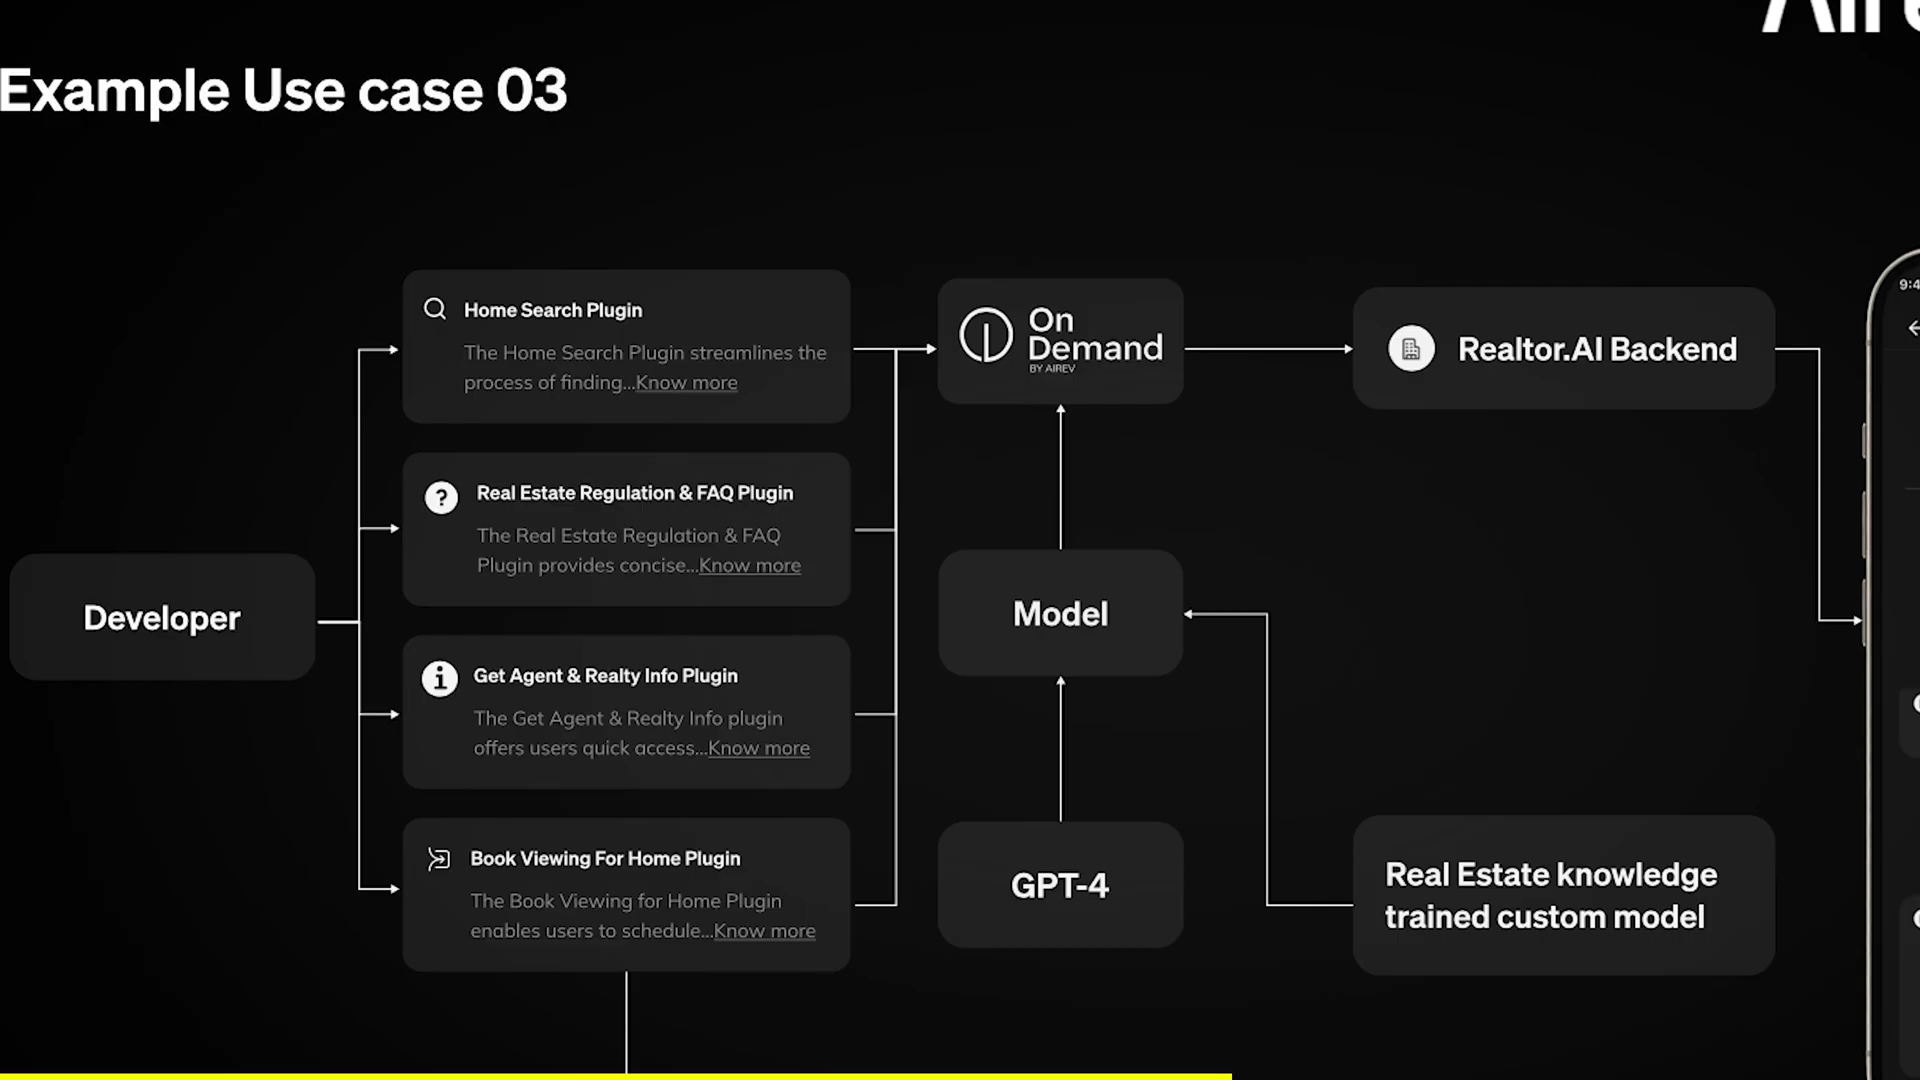 Example Use case 03
Home Search Plugin
The Home Search Plugin streamlines the
process of finding...Know more
Real Estate Regulation & FAQ Plugin
The Real Estate Regulation & FAQ
Plugin provides concise...Know more
Developer
Get Agent & Realty Info Plugin
The Get Agent & Realty Info plugin
offers users quick access...Know more
Book Viewing For Home Plugin
The Book Viewing for Home Plugin
enables users to schedule...Know more
On
Demand
BY AIREV
Model
GPT-4
Realtor.AI Backend
Real Estate knowledge
trained custom model